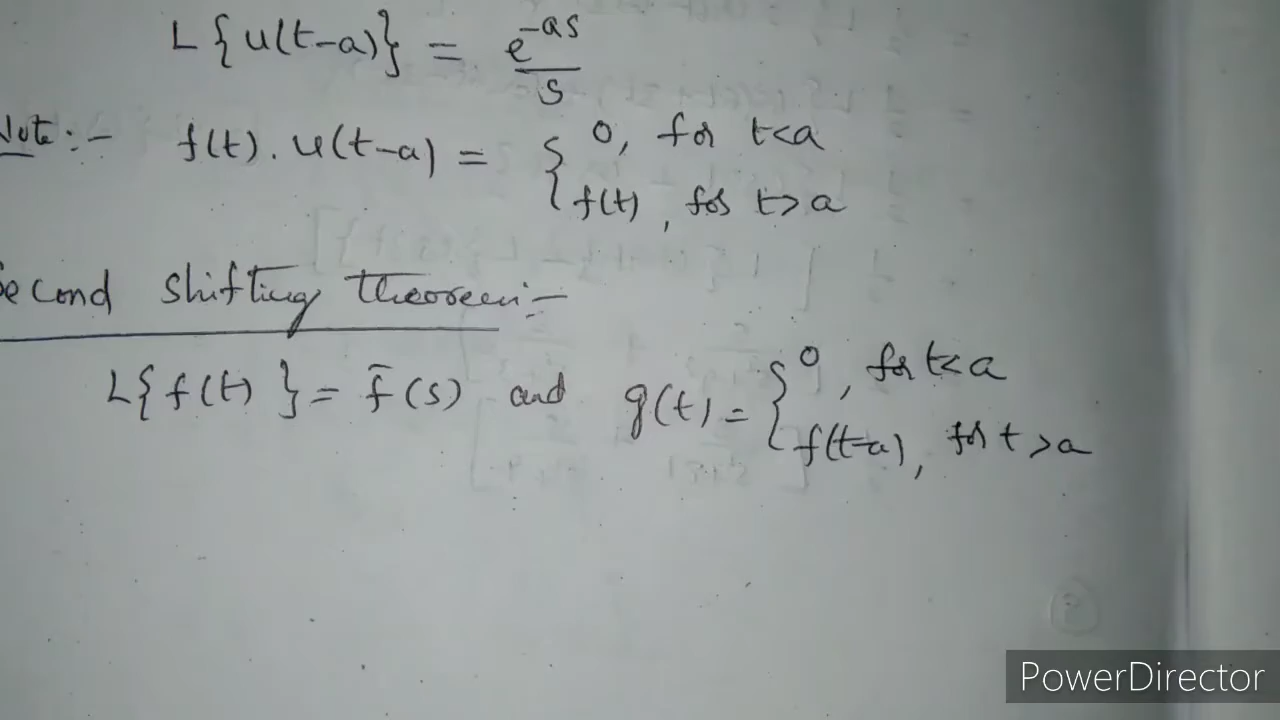 L{u(t-a)} = e^-as / s
Note :- f(t). u(t-a) = { 0, for t<a
f(t), for t>a
Second shifting theorem:-
L{f(t)} = f̄(s) and g(t) = { 0, for t<a
f(t-a), for t>a
PowerDirector